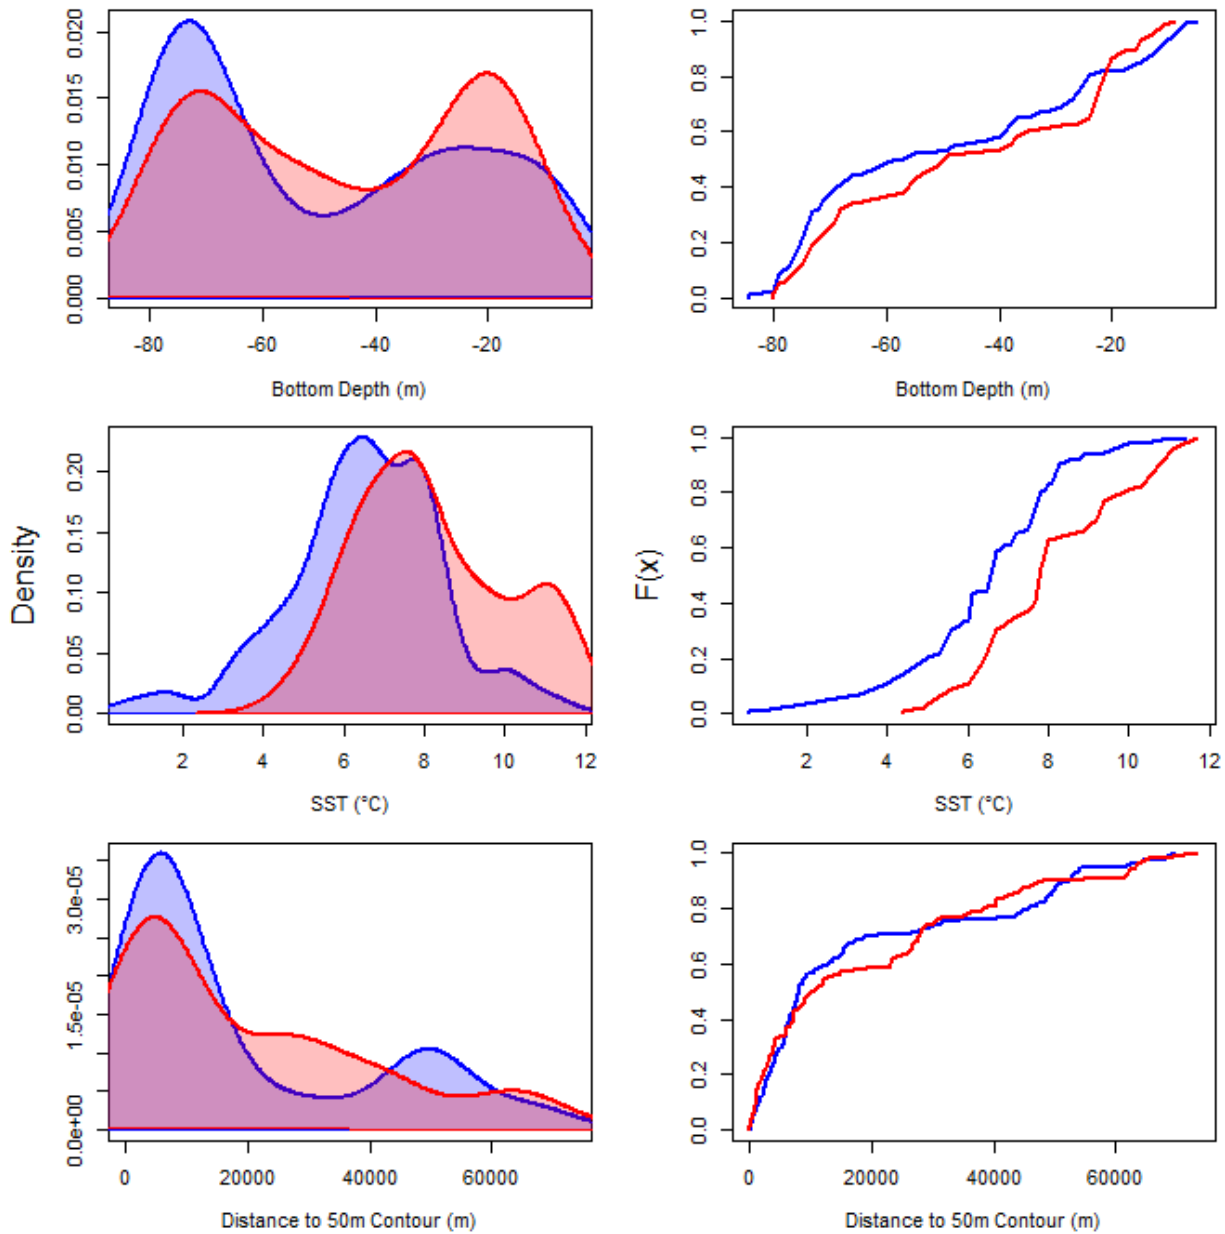 0.000 0.005 0.010 0.015 0.020
-80 -60 -40 -20
Bottom Depth (m)
0.0 0.2 0.4 0.6 0.8 1.0
-80 -60 -40 -20
Bottom Depth (m)
Density
0.00 0.05 0.10 0.15 0.20
2 4 6 8 10 12
SST (°C)
F(x)
0.0 0.2 0.4 0.6 0.8 1.0
2 4 6 8 10 12
SST (°C)
0.0e+00 1.5e-05 3.0e-05
0 20000 40000 60000
Distance to 50m Contour (m)
0.0 0.2 0.4 0.6 0.8 1.0
0 20000 40000 60000
Distance to 50m Contour (m)